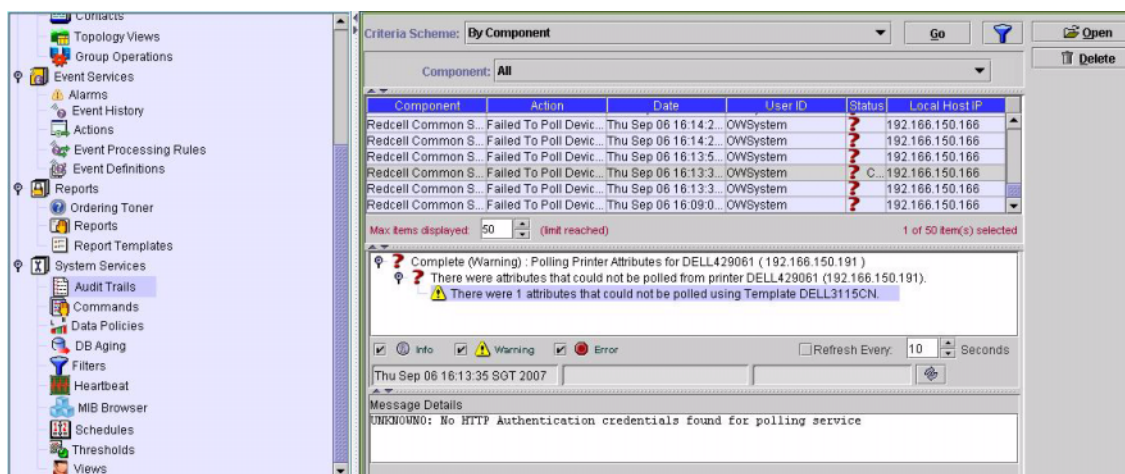 Contacts
Topology Views
Group Operations
Event Services
Alarms
Event History
Actions
Event Processing Rules
Event Definitions
Reports
Ordering Toner
Reports
Report Templates
System Services
Audit Trails
Commands
Data Policies
DB Aging
Filters
Heartbeat
MIB Browser
Schedules
Thresholds
Views
Criteria Scheme: By Component Go
Component: All
Component Action Date User ID Status Local Host IP
Redcell Common S... Failed To Poll Devic... Thu Sep 06 16:14:2... OWSystem ? 192.166.150.166
Redcell Common S... Failed To Poll Devic... Thu Sep 06 16:14:2... OWSystem ? 192.166.150.166
Redcell Common S... Failed To Poll Devic... Thu Sep 06 16:13:5... OWSystem ? 192.166.150.166
Redcell Common S... Failed To Poll Devic... Thu Sep 06 16:13:3... OWSystem ? C... 192.166.150.166
Redcell Common S... Failed To Poll Devic... Thu Sep 06 16:13:3... OWSystem ? 192.166.150.166
Redcell Common S... Failed To Poll Devic... Thu Sep 06 16:09:0... OWSystem ? 192.166.150.166
Max items displayed: 50 (limit reached) 1 of 50 item(s) selected
? Complete (Warning) : Polling Printer Attributes for DELL429061 ( 192.166.150.191 )
? There were attributes that could not be polled from printer DELL429061 (192.166.150.191).
There were 1 attributes that could not be polled using Template DELL3115CN.
Info Warning Error Refresh Every: 10 Seconds
Thu Sep 06 16:13:35 SGT 2007
Message Details
UNKNOWNO: No HTTP Authentication credentials found for polling service
Open
Delete